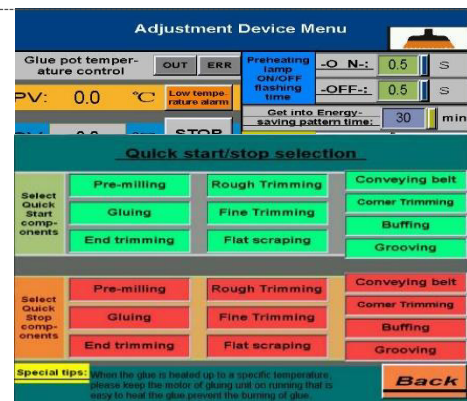 Adjustment Device Menu
Glue pot temper-
ature control
OUT
ERR
Preheating
lamp
ON/OFF
flashing
time
-O N-:
0.5
S
-OFF-:
0.5
S
PV:
0.0
°C
Low tempe-
rature alarm
Get into Energy-
saving pattern time:
30
min
STOP
Quick start/stop selection
Select
Quick
Start
comp-
onents
Pre-milling
Rough Trimming
Conveying belt
Gluing
Fine Trimming
Corner Trimming
Buffing
End trimming
Flat scraping
Grooving
Select
Quick
Stop
comp-
onents
Pre-milling
Rough Trimming
Conveying belt
Gluing
Fine Trimming
Corner Trimming
Buffing
End trimming
Flat scraping
Grooving
Special tips:
When the glue is heated up to a specific temperature,
please keep the motor of gluing unit on running that is
easy to heat the glue prevent the burning of glue.
Back